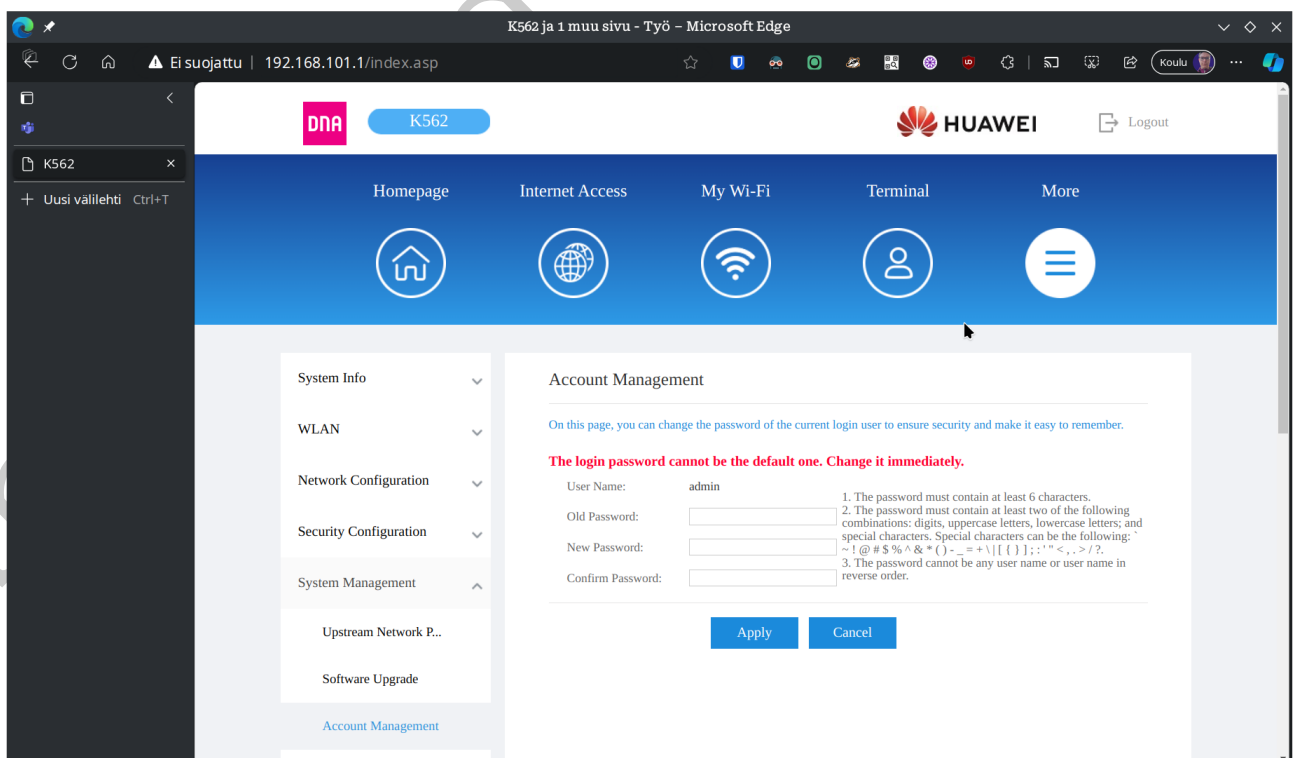 K562 ja 1 muu sivu - Työ – Microsoft Edge
Ei suojattu | 192.168.101.1/index.asp
Koulu
K562
Uusi välilehti Ctrl+T
DNA
K562
HUAWEI
Logout
Homepage
Internet Access
My Wi-Fi
Terminal
More
System Info
WLAN
Network Configuration
Security Configuration
System Management
Upstream Network P...
Software Upgrade
Account Management
Account Management
On this page, you can change the password of the current login user to ensure security and make it easy to remember.
The login password cannot be the default one. Change it immediately.
User Name: admin
Old Password:
New Password:
Confirm Password:
1. The password must contain at least 6 characters.
2. The password must contain at least two of the following
combinations: digits, uppercase letters, lowercase letters; and
special characters. Special characters can be the following: `
~ ! @ # $ % ^ & * ( ) - _ = + \ | [ { } ] ; : ' " < , . > / ?.
3. The password cannot be any user name or user name in
reverse order.
Apply
Cancel